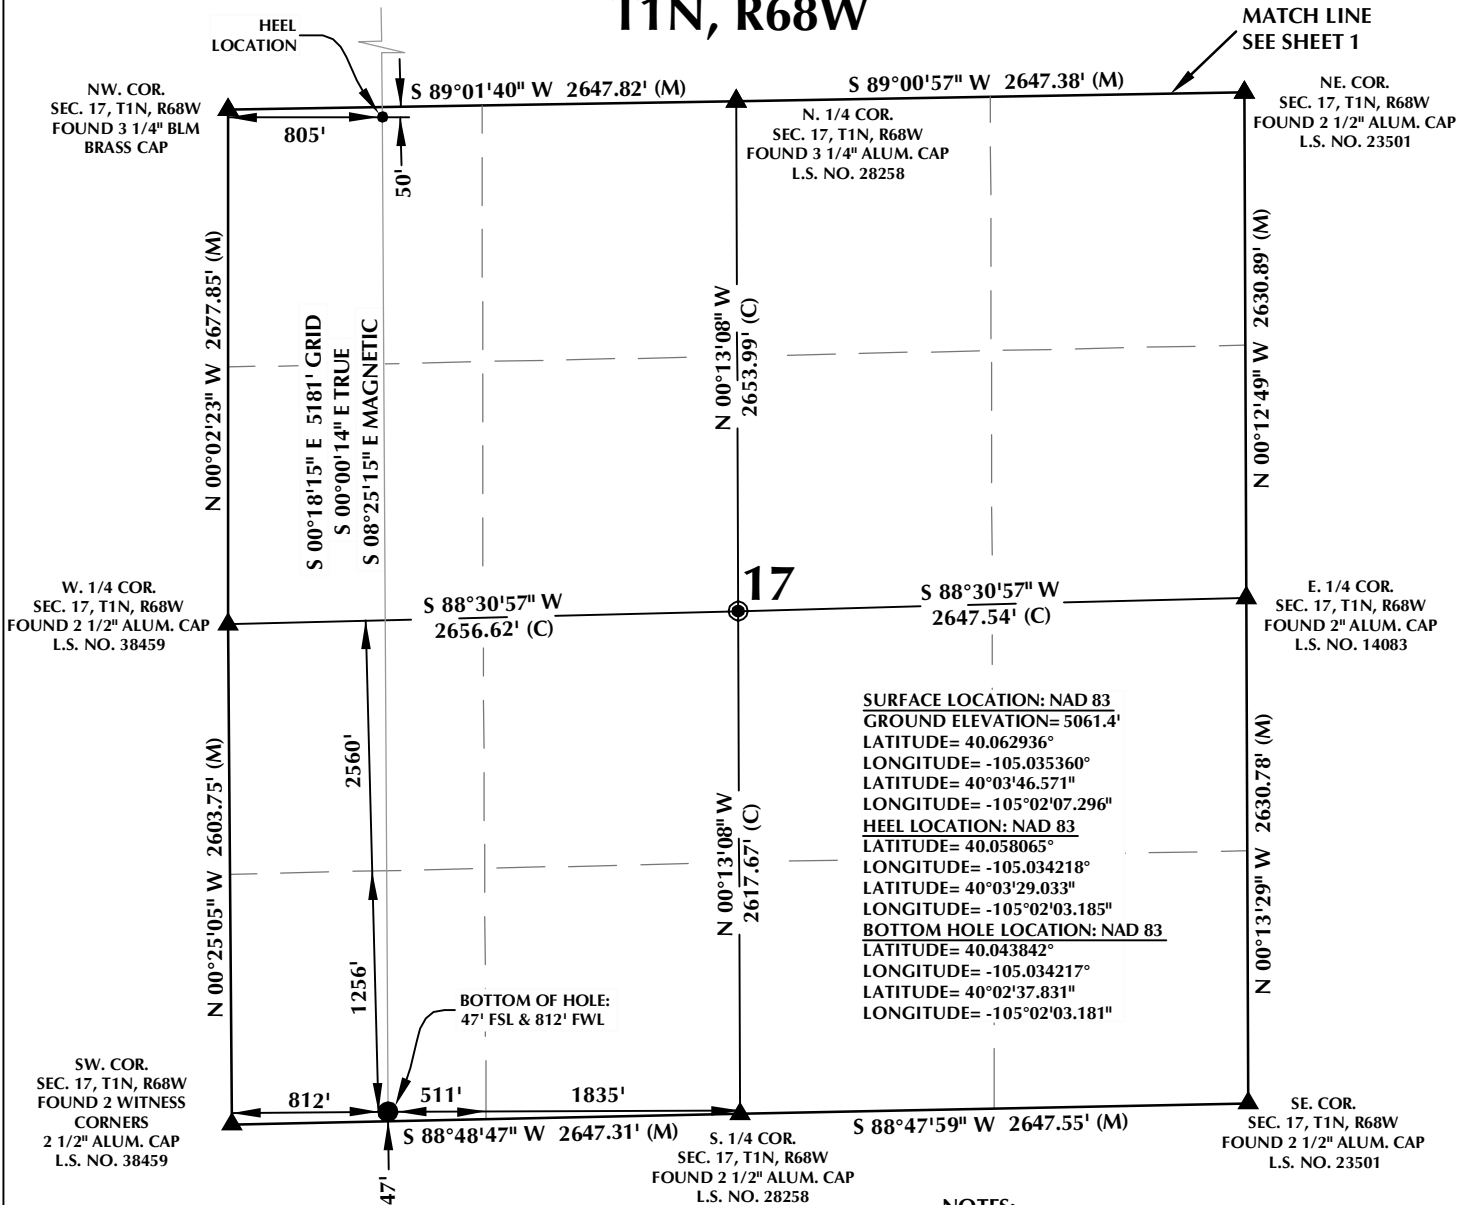 T1N, R68W
HEEL
LOCATION
MATCH LINE
SEE SHEET 1
NW. COR.
SEC. 17, T1N, R68W
FOUND 3 1/4" BLM
BRASS CAP
S 89°01'40" W 2647.82' (M)
S 89°00'57" W 2647.38' (M)
NE. COR.
SEC. 17, T1N, R68W
FOUND 2 1/2" ALUM. CAP
L.S. NO. 23501
N. 1/4 COR.
SEC. 17, T1N, R68W
FOUND 3 1/4" ALUM. CAP
L.S. NO. 28258
805'
50'
N 00°02'23" W 2677.85' (M)
S 00°18'15" E 5181' GRID
S 00°00'14" E TRUE
S 08°25'15" E MAGNETIC
N 00°13'08" W
2653.99' (C)
N 00°12'49" W 2630.89' (M)
W. 1/4 COR.
SEC. 17, T1N, R68W
FOUND 2 1/2" ALUM. CAP
L.S. NO. 38459
S 88°30'57" W
2656.62' (C)
17
S 88°30'57" W
2647.54' (C)
E. 1/4 COR.
SEC. 17, T1N, R68W
FOUND 2" ALUM. CAP
L.S. NO. 14083
N 00°25'05" W 2603.75' (M)
2560'
1256'
N 00°13'08" W
2617.67' (C)
SURFACE LOCATION: NAD 83
GROUND ELEVATION= 5061.4'
LATITUDE= 40.062936°
LONGITUDE= -105.035360°
LATITUDE= 40°03'46.571"
LONGITUDE= -105°02'07.296"
HEEL LOCATION: NAD 83
LATITUDE= 40.058065°
LONGITUDE= -105.034218°
LATITUDE= 40°03'29.033"
LONGITUDE= -105°02'03.185"
BOTTOM HOLE LOCATION: NAD 83
LATITUDE= 40.043842°
LONGITUDE= -105.034217°
LATITUDE= 40°02'37.831"
LONGITUDE= -105°02'03.181"
N 00°13'29" W 2630.78' (M)
BOTTOM OF HOLE:
47' FSL & 812' FWL
SW. COR.
SEC. 17, T1N, R68W
FOUND 2 WITNESS
CORNERS
2 1/2" ALUM. CAP
L.S. NO. 38459
812'
511'
1835'
47'
S 88°48'47" W 2647.31' (M)
S. 1/4 COR.
SEC. 17, T1N, R68W
FOUND 2 1/2" ALUM. CAP
L.S. NO. 28258
S 88°47'59" W 2647.55' (M)
SE. COR.
SEC. 17, T1N, R68W
FOUND 2 1/2" ALUM. CAP
L.S. NO. 23501
NOTES: